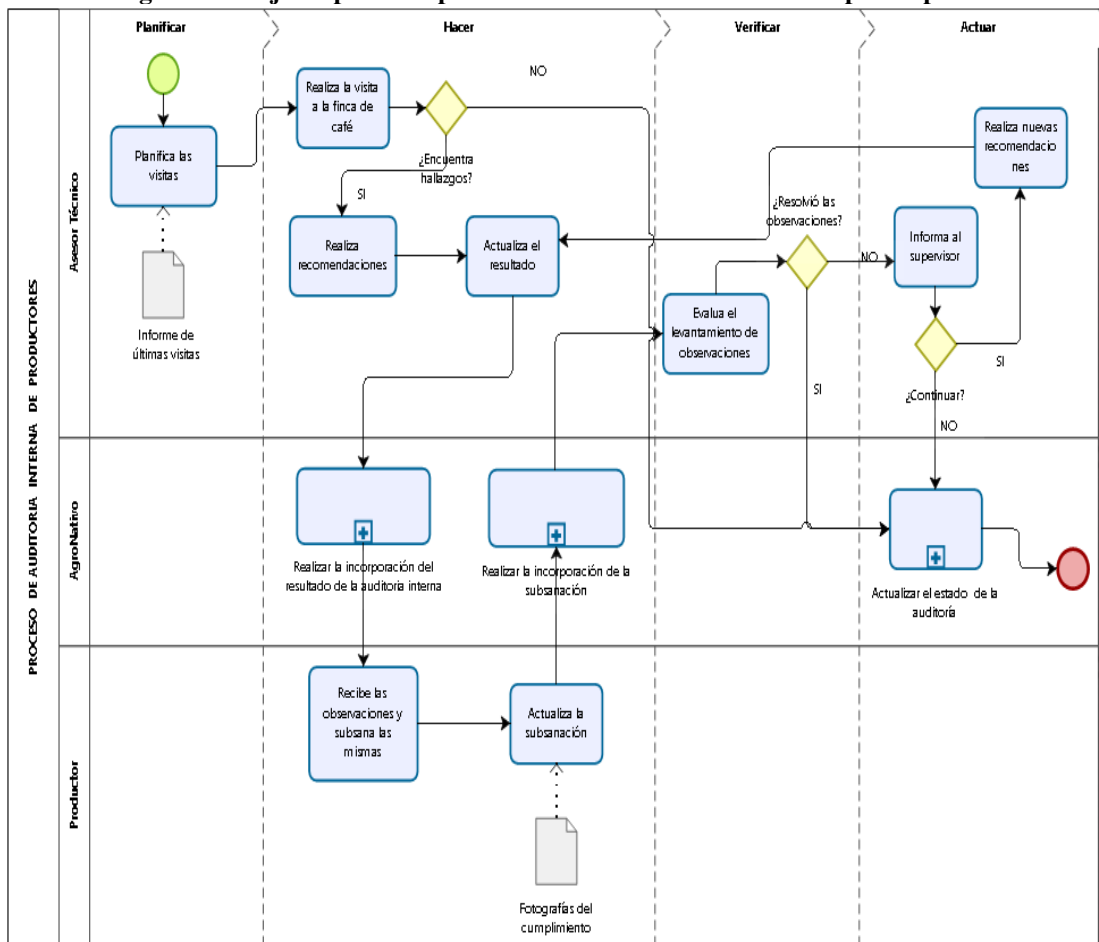 Planificar
Hacer
Verificar
Actuar
PROCESO DE AUDITORIA INTERNA DE PRODUCTORES
Asesor Técnico
Planifica las
visitas
Informe de
últimas visitas
Realiza la visita
a la finca de
café
NO
¿Encuentra
hallazgos?
SI
Realiza
recomendaciones
Actualiza el
resultado
¿Resolvió las
observaciones?
NO
Evalua el
levantamiento de
observaciones
SI
Realiza nuevas
recomendacio
nes
Informa al
supervisor
SI
¿Continuar?
NO
AgroNativo
Realizar la incorporación del
resultado de la auditoria interna
Realizar la incorporación de la
subsanación
Actualizar el estado de la
auditoría
Productor
Recibe las
observaciones y
subsana las
mismas
Actualiza la
subsanación
Fotografías del
cumplimiento